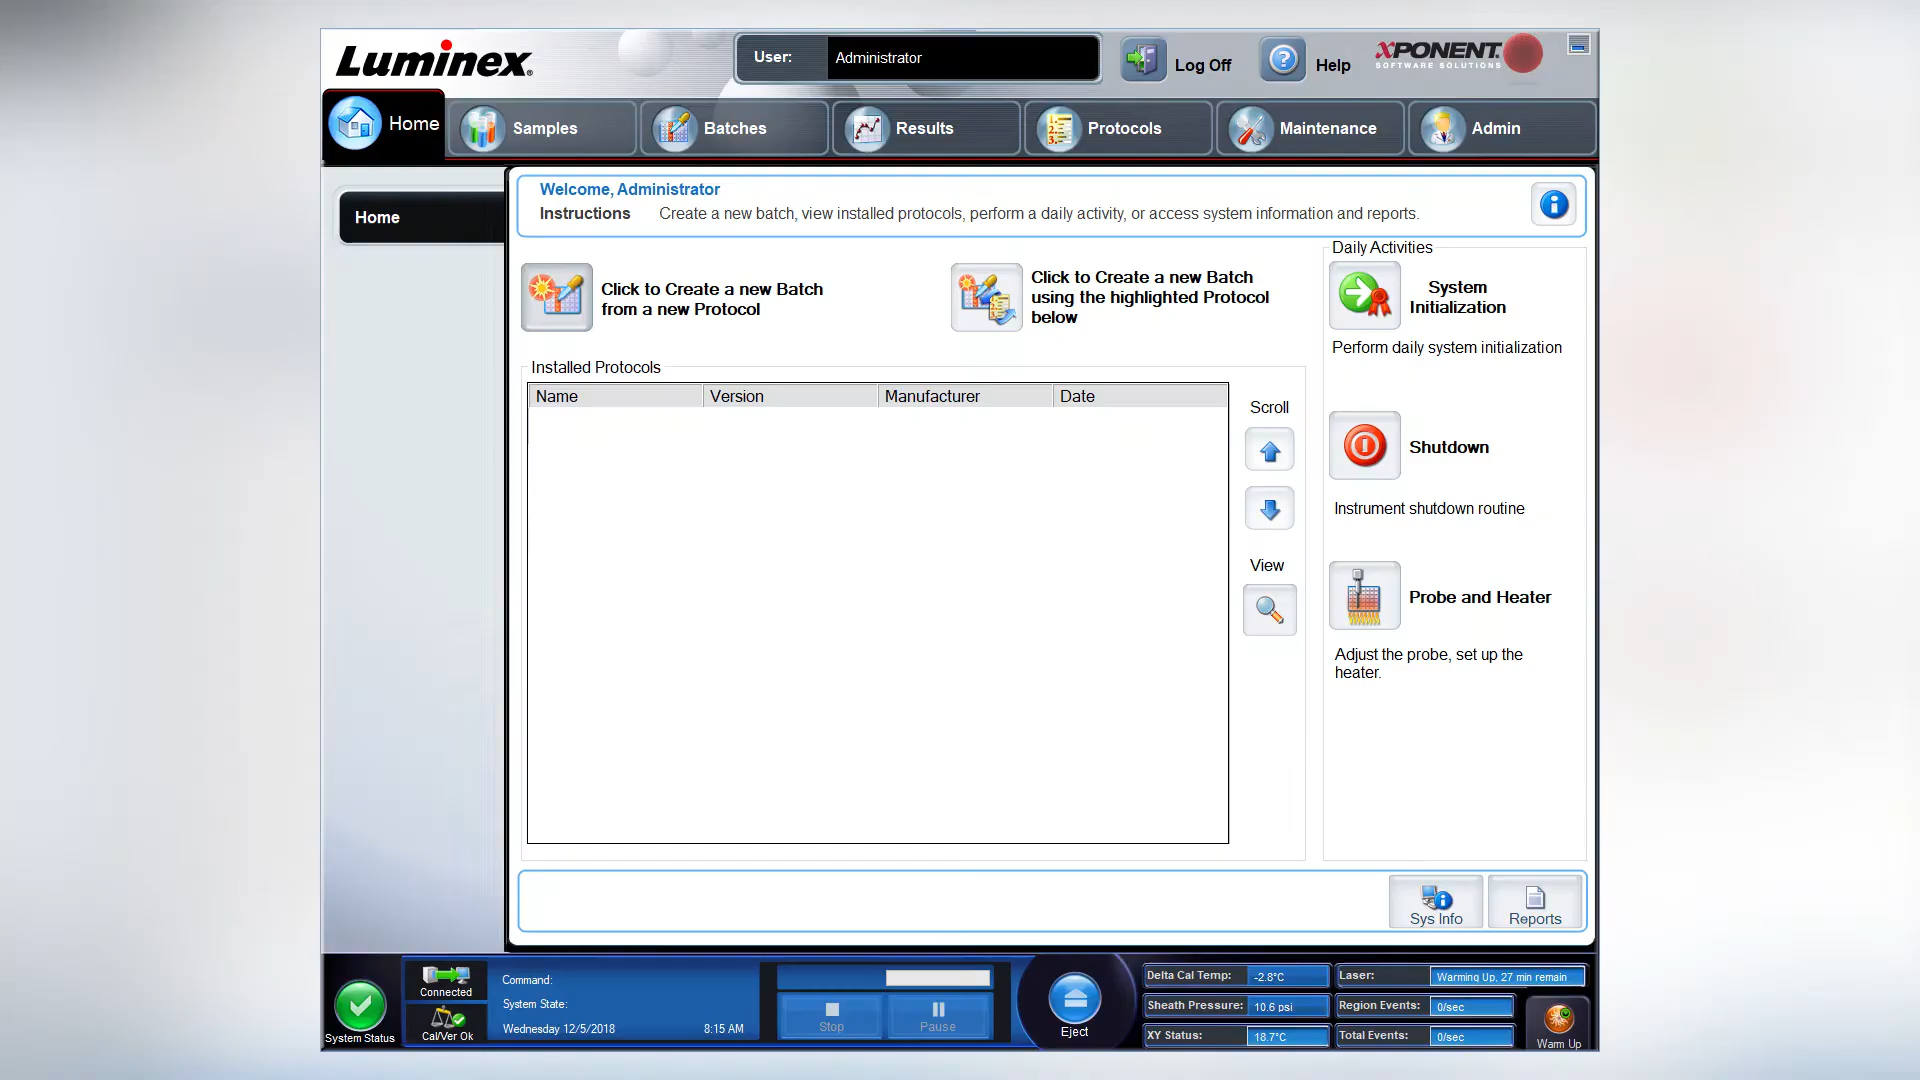 Luminex
User: Administrator
Log Off
Help
XPONENT.
SOFTWARE SOLUTIONS
Home
Samples
Batches
Results
Protocols
Maintenance
Admin
Home
Welcome, Administrator
Instructions Create a new batch, view installed protocols, perform a daily activity, or access system information and reports.
Click to Create a new Batch
from a new Protocol
Click to Create a new Batch
using the highlighted Protocol
below
Installed Protocols
Name Version Manufacturer Date
Scroll
View
Daily Activities
System
Initialization
Perform daily system initialization
Shutdown
Instrument shutdown routine
Probe and Heater
Adjust the probe, set up the
heater.
Sys Info
Reports
System Status
Connected
Cal/Ver Ok
Command:
System State:
Wednesday 12/5/2018 8:15 AM
Stop
Pause
Eject
Delta Cal Temp: -2.8°C
Sheath Pressure: 10.6 psi
XY Status: 18.7°C
Laser: Warming Up, 27 min remain
Region Events: 0/sec
Total Events: 0/sec
Warm Up